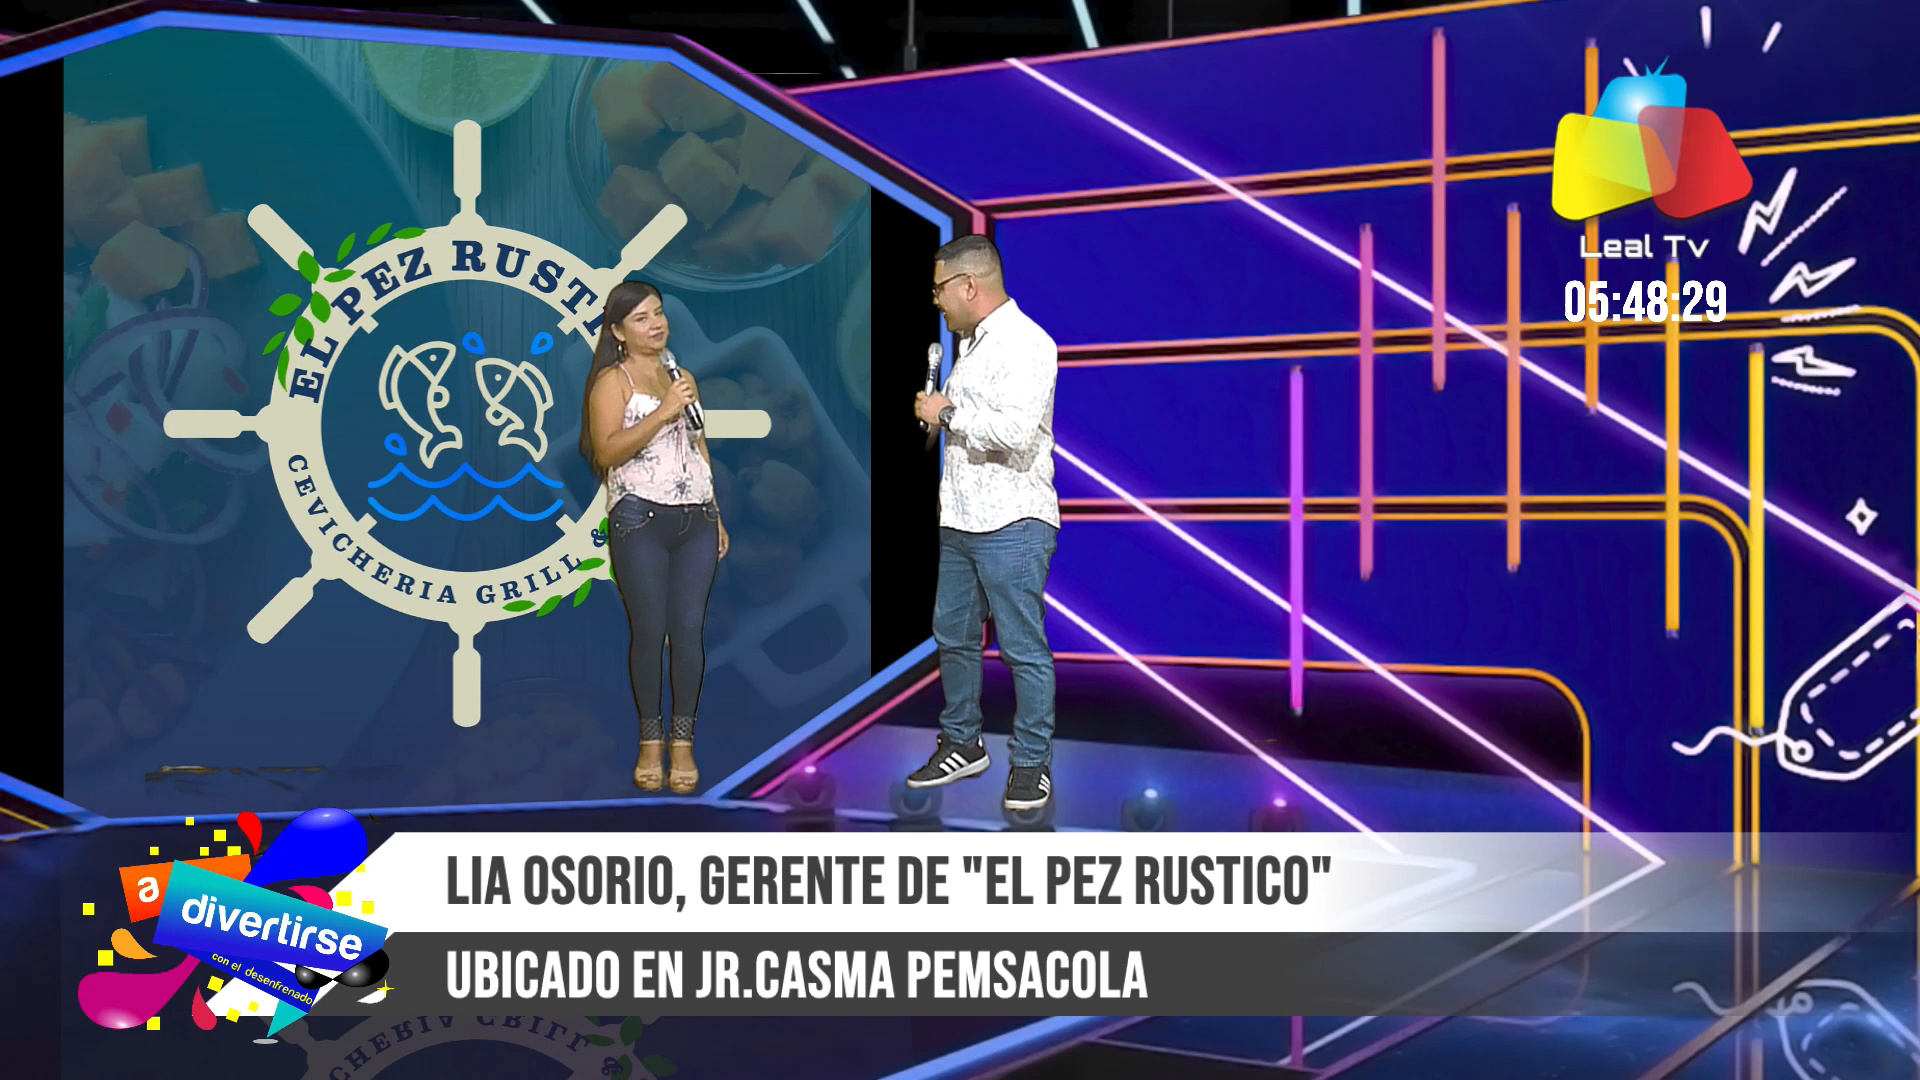 EL PEZ RUST
CEVICHERIA GRILL &
Leal Tv
05:48:29
a
divertirse
con el desenfrenado
LIA OSORIO, GERENTE DE "EL PEZ RUSTICO"
UBICADO EN JR.CASMA PEMSACOLA